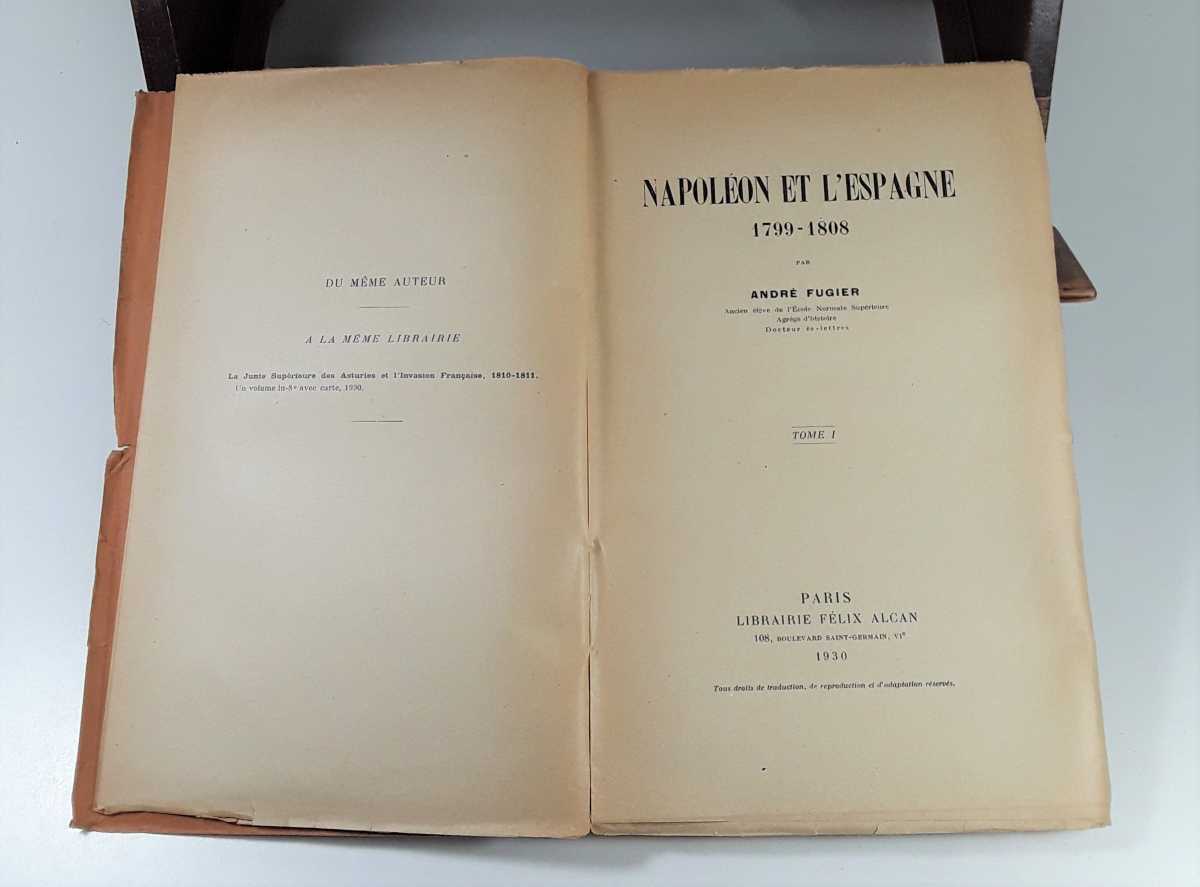 DU MÊME AUTEUR
A LA MÊME LIBRAIRIE
La Junte Supérieure des Asturies et l'Invasion Française, 1810-1811.
Un volume in-8° avec carte, 1930.
NAPOLÉON ET L'ESPAGNE
1799-1808
PAR
ANDRÉ FUGIER
Ancien élève de l'École Normale Supérieure
Agrégé d'histoire
Docteur ès-lettres
TOME I
PARIS
LIBRAIRIE FÉLIX ALCAN
108, BOULEVARD SAINT-GERMAIN, VIe
1930
Tous droits de traduction, de reproduction et d'adaptation réservés.